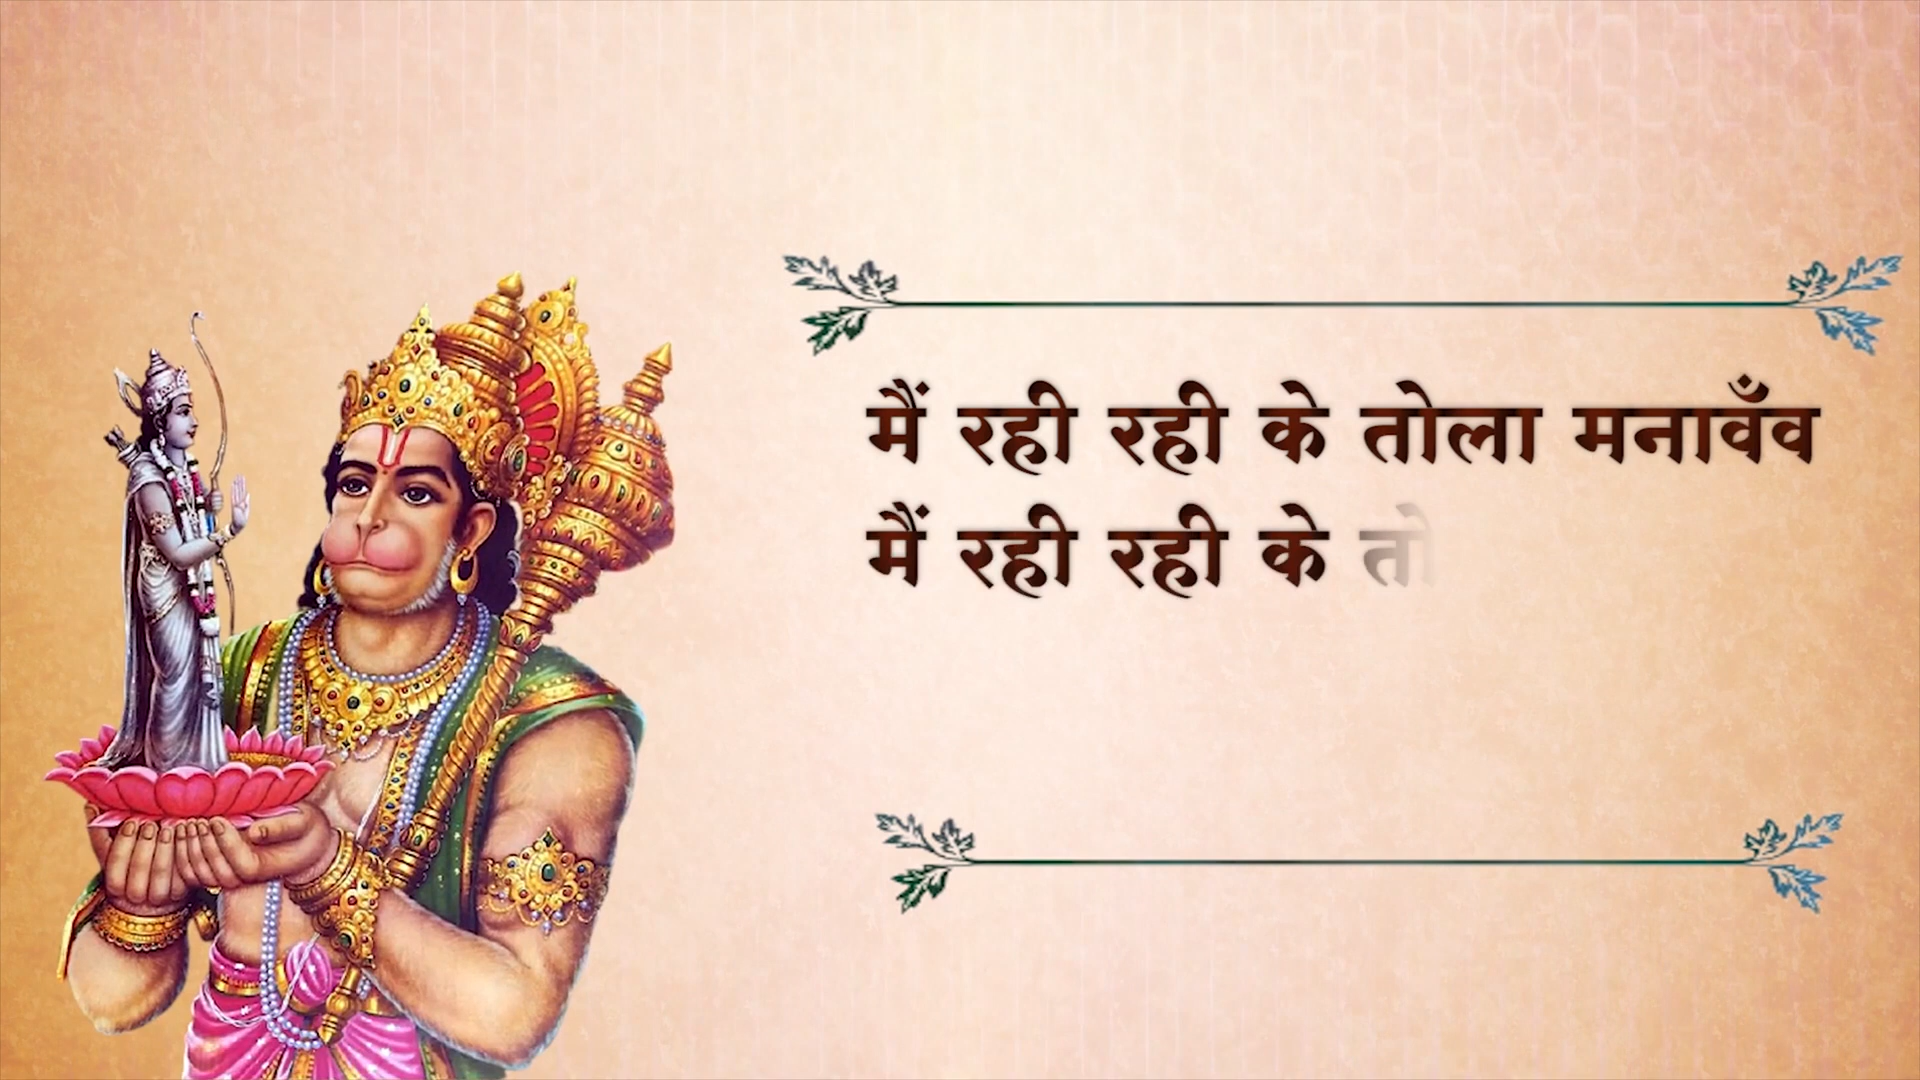 मैं रही रही के तोला मनावँव
मैं रही रही के तो